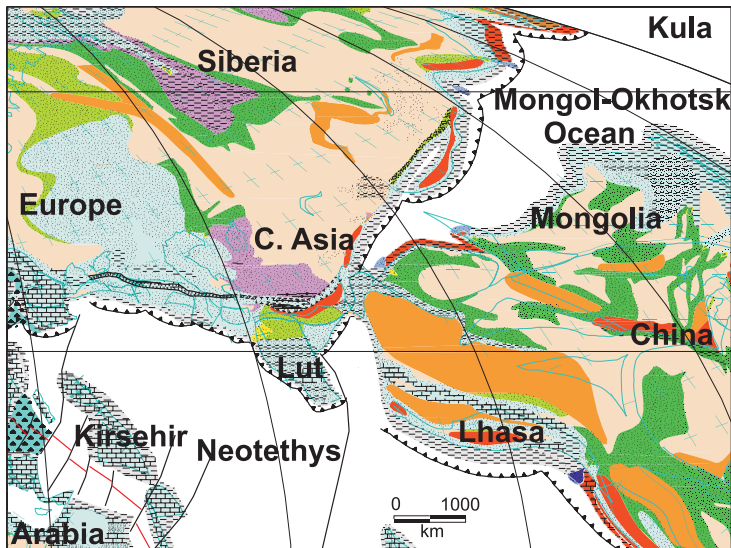 Kula
Siberia
Mongol-Okhotsk
Ocean
Europe
Mongolia
C. Asia
China
Lut
Kirsehir
Neotethys
Lhasa
0 1000
km
Arabia